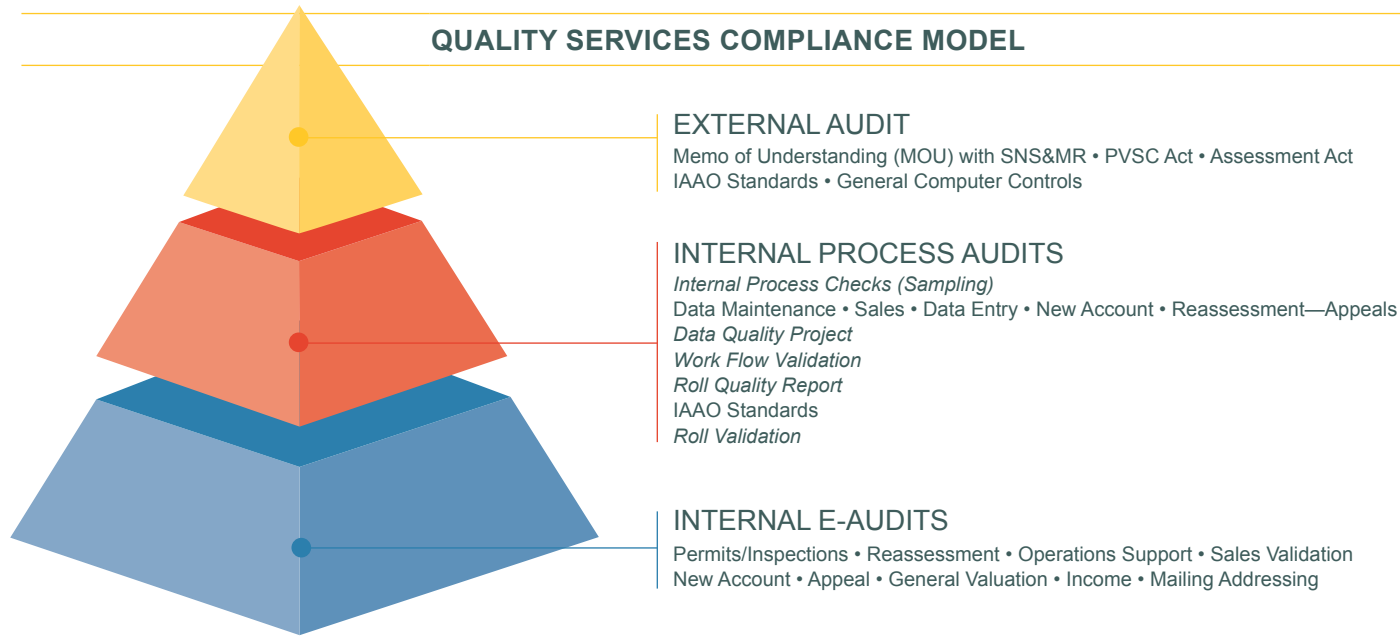 QUALITY SERVICES COMPLIANCE MODEL
EXTERNAL AUDIT
Memo of Understanding (MOU) with SNS&MR • PVSC Act • Assessment Act
IAAO Standards • General Computer Controls
INTERNAL PROCESS AUDITS
Internal Process Checks (Sampling)
Data Maintenance • Sales • Data Entry • New Account • Reassessment—Appeals
Data Quality Project
Work Flow Validation
Roll Quality Report
IAAO Standards
Roll Validation
INTERNAL E-AUDITS
Permits/Inspections • Reassessment • Operations Support • Sales Validation
New Account • Appeal • General Valuation • Income • Mailing Addressing